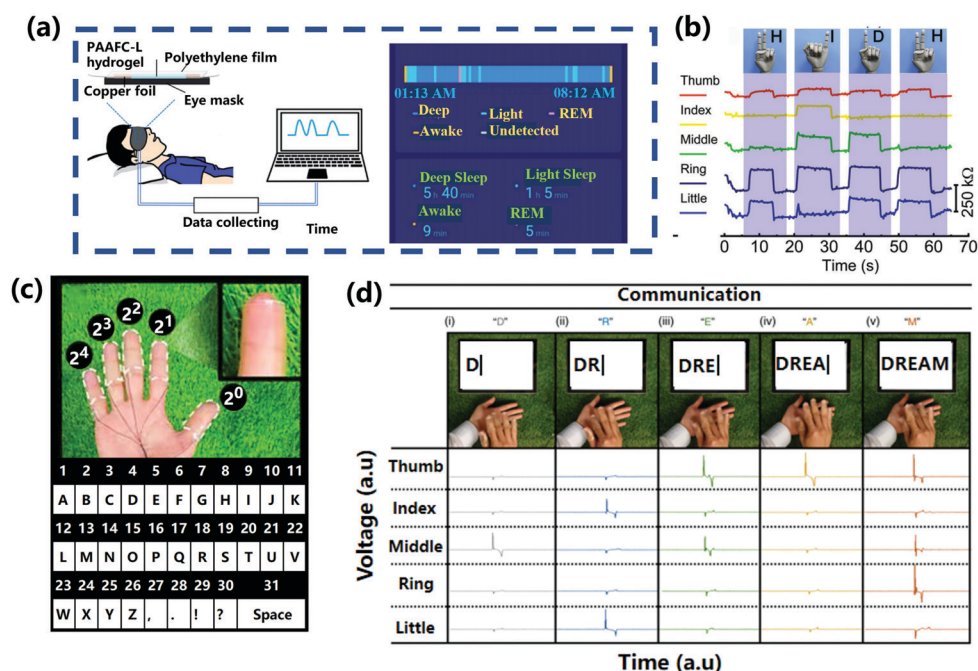 (a)
PAAFC-L
hydrogel
Polyethylene film
Copper foil
Eye mask
Data collecting
Time
01:13 AM 08:12 AM
Deep Light REM
Awake Undetected
Deep Sleep Light Sleep
5 h 40 min 1 h 5 min
Awake REM
9 min 5 min
(b)
H I D H
Thumb
Index
Middle
Ring
Little
250 kΩ
0 10 20 30 40 50 60 70
Time (s)
(c)
2⁴ 2³ 2² 2¹ 2⁰
1 2 3 4 5 6 7 8 9 10 11
A B C D E F G H I J K
12 13 14 15 16 17 18 19 20 21 22
L M N O P Q R S T U V
23 24 25 26 27 28 29 30 31
W X Y Z , . ! ? Space
(d)
Communication
(i) "D" (ii) "R" (iii) "E" (iv) "A" (v) "M"
D| DR| DRE| DREA| DREAM
Voltage (a.u)
Thumb
Index
Middle
Ring
Little
Time (a.u)